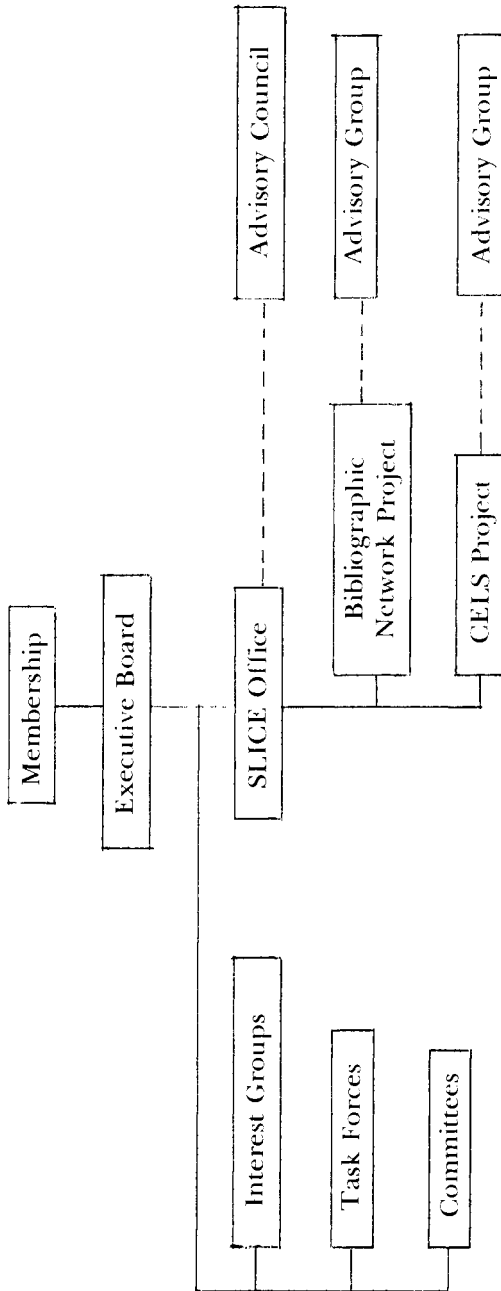 Membership
Executive Board
SLICE Office
Advisory Council
Bibliographic
Network Project
Advisory Group
CELS Project
Advisory Group
Interest Groups
Task Forces
Committees